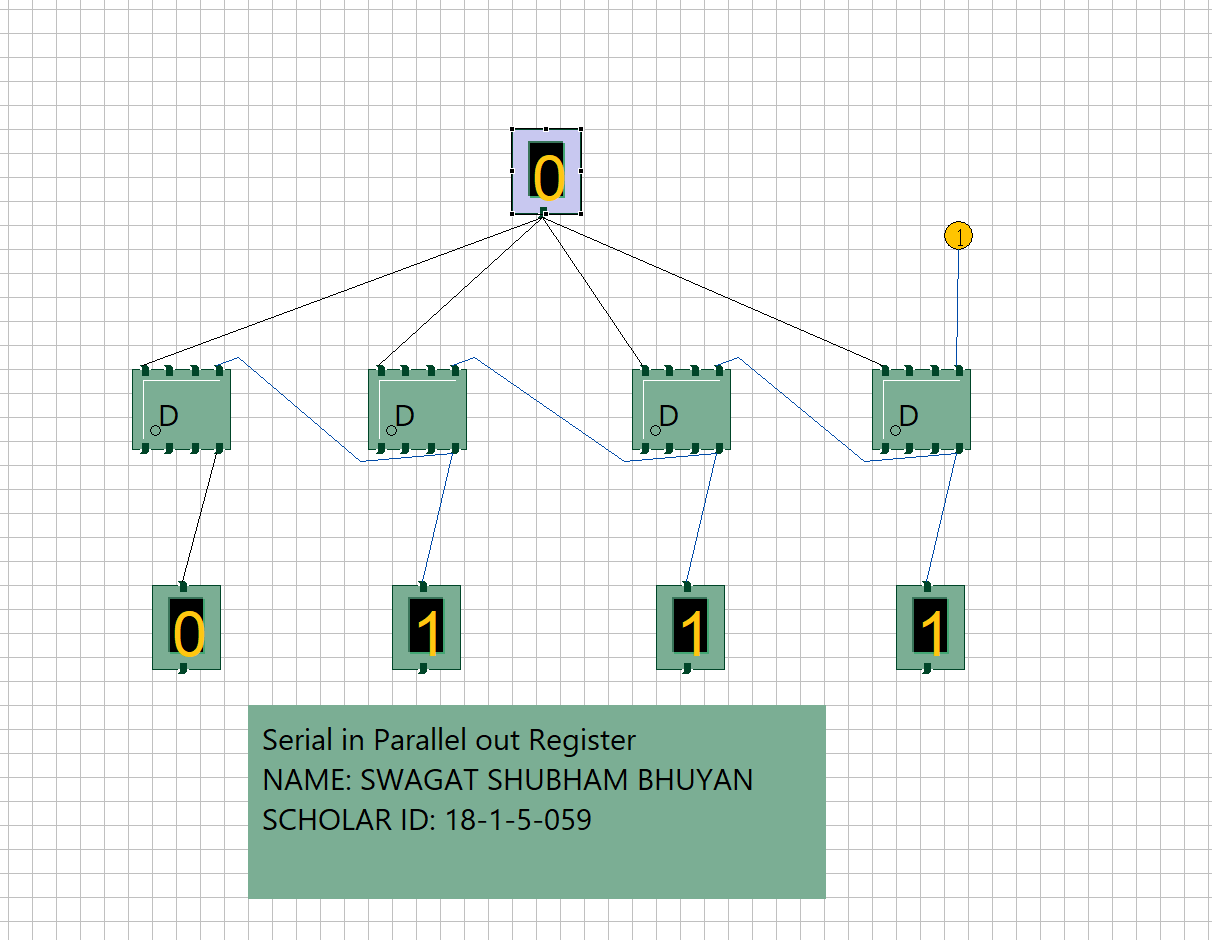 0
1
D D D D
0 1 1 1
Serial in Parallel out Register
NAME: SWAGAT SHUBHAM BHUYAN
SCHOLAR ID: 18-1-5-059